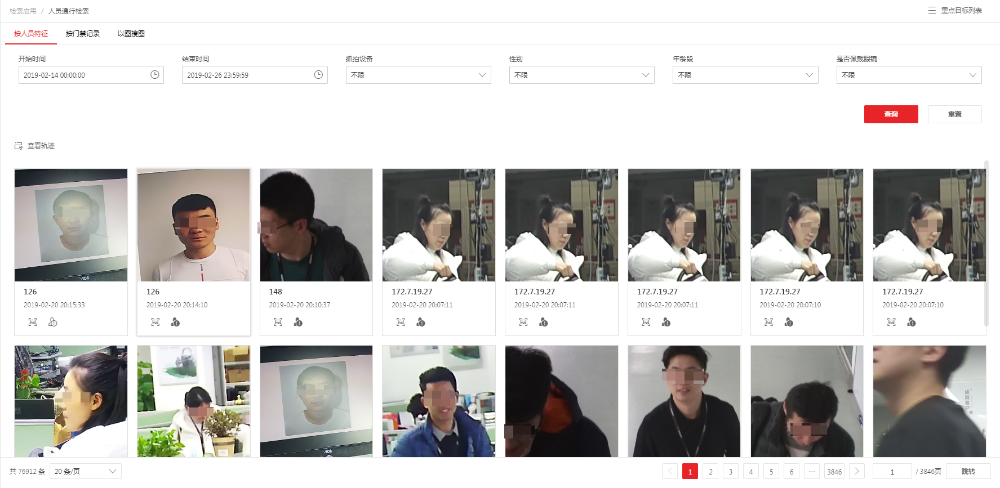 检索应用 / 人员通行检索
重点目标列表
按人员特征 按门禁记录 以图搜图
开始时间 结束时间 抓拍设备 性别 年龄段 是否佩戴眼镜
2019-02-14 00:00:00 2019-02-26 23:59:59 不限 不限 不限 不限
查询 重置
查看轨迹
AOC
126 126 148 172.7.19.27 172.7.19.27 172.7.19.27 172.7.19.27 172.7.19.27
2019-02-20 20:15:33 2019-02-20 20:14:10 2019-02-20 20:10:37 2019-02-20 20:07:11 2019-02-20 20:07:11 2019-02-20 20:07:11 2019-02-20 20:07:10 2019-02-20 20:07:10
成就客户
AOC
共 76912 条 20 条/页 1 2 3 4 5 6 ··· 3846 1 / 3846页 跳转